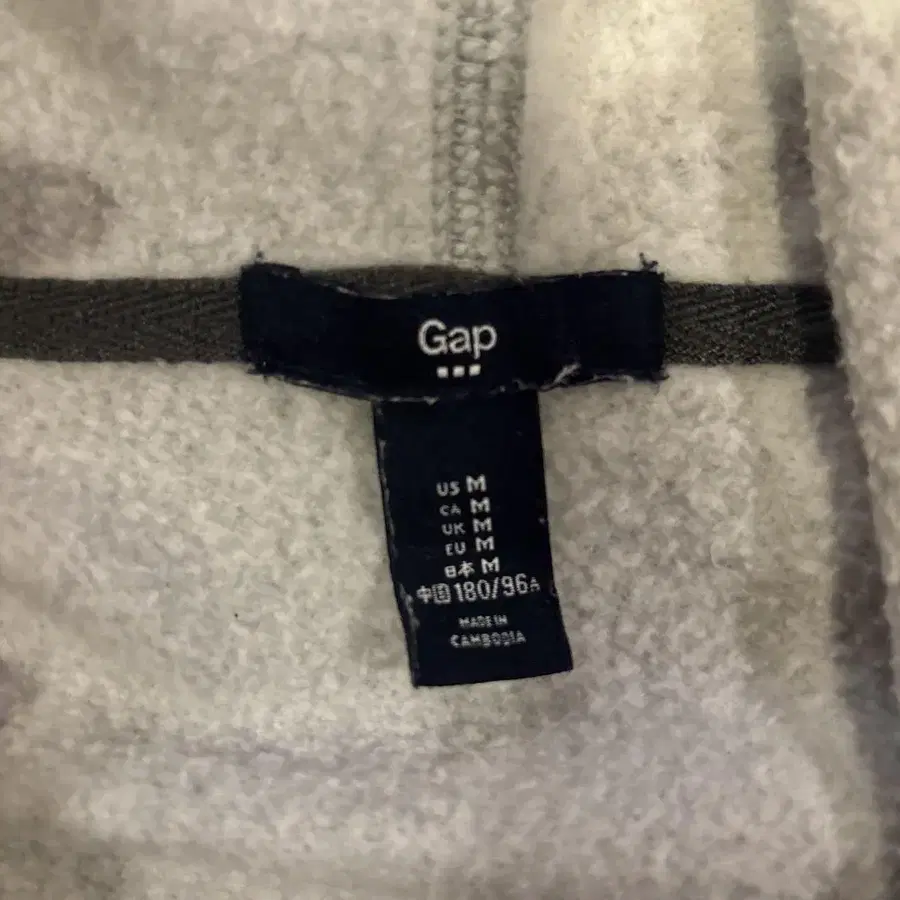 Gap
US M
CA M
UK M
EU M
日本 M
中国 180/96A
MADE IN
CAMBODIA